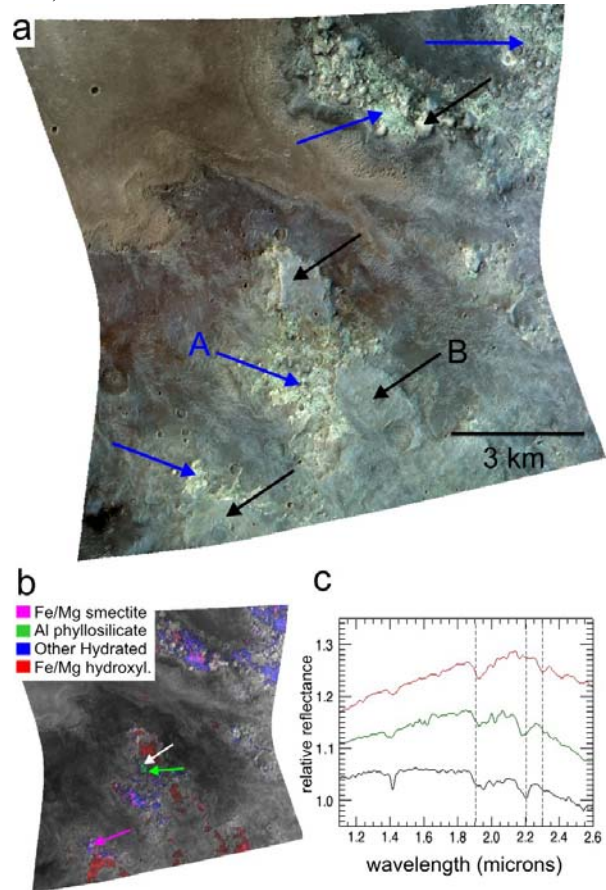 a
A
B
3 km
b
Fe/Mg smectite
Al phyllosilicate
Other Hydrated
Fe/Mg hydroxyl.
c
1.3
1.2
1.1
1.0
relative reflectance
1.2 1.4 1.6 1.8 2.0 2.2 2.4 2.6
wavelength (microns)